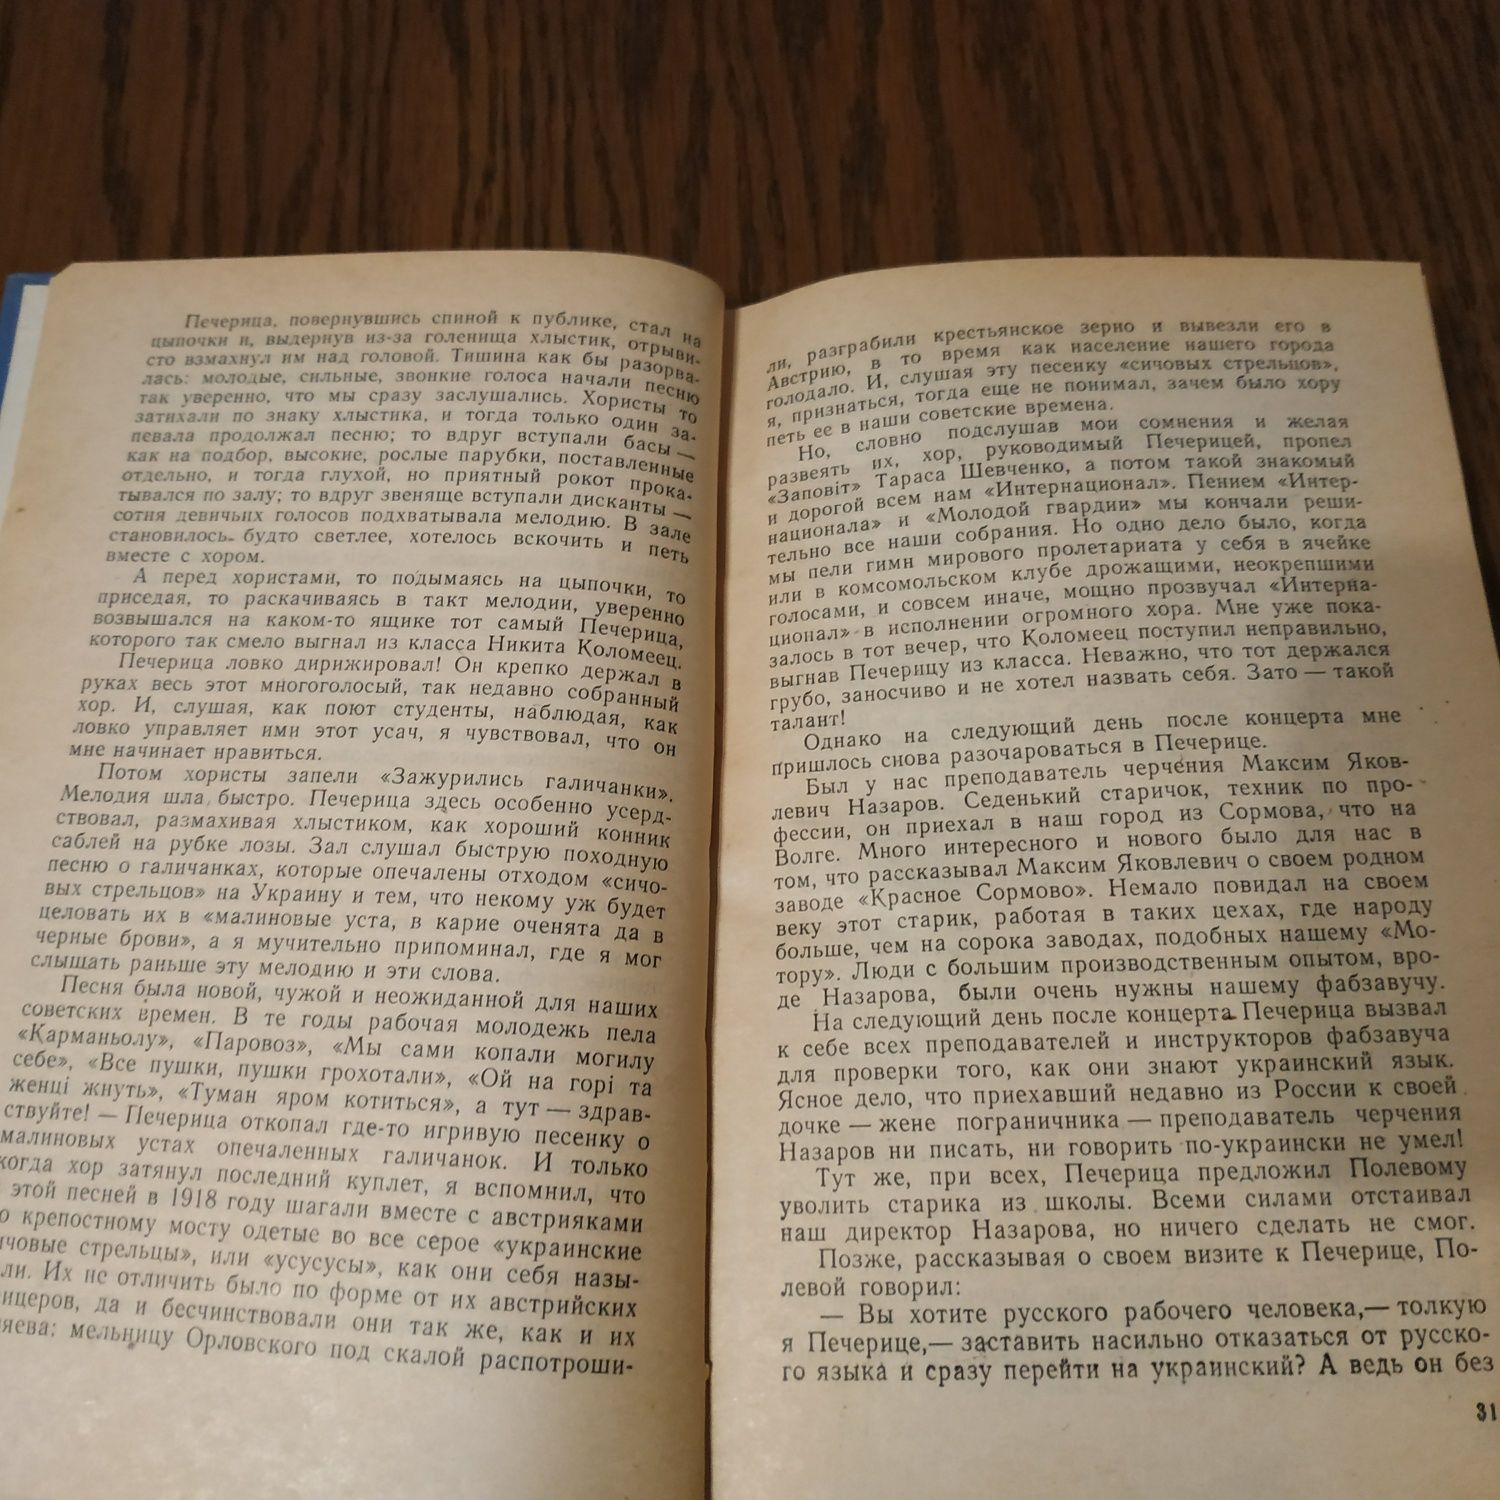 Печерица, повернувшись спиной к публике, стал на
цыпочки и, выдернув из-за голенища хлыстик, отрыви-
сто взмахнул им над головой. Тишина как бы разорва-
лась: молодые, сильные, звонкие голоса начали песню
так уверенно, что мы сразу заслушались. Хористы то
затихали по знаку хлыстика, и тогда только один за-
певала продолжал песню; то вдруг вступали басы —
как на подбор, высокие, рослые парубки, поставленные
отдельно, и тогда глухой, но приятный рокот прока-
тывался по залу; то вдруг звеняще вступали дисканты —
сотня девичьих голосов подхватывала мелодию. В зале
становилось будто светлее, хотелось вскочить и петь
вместе с хором.
А перед хористами, то подымаясь на цыпочки, то
приседая, то раскачиваясь в такт мелодии, уверенно
возвышался на каком-то ящике тот самый Печерица,
которого так смело выгнал из класса Никита Коломеец.
Печерица ловко дирижировал! Он крепко держал в
руках весь этот многоголосый, так недавно собранный
хор. И, слушая, как поют студенты, наблюдая, как
ловко управляет ими этот усач, я чувствовал, что он
мне начинает нравиться.
Потом хористы запели «Зажурились галичанки».
Мелодия шла быстро. Печерица здесь особенно усерд-
ствовал, размахивая хлыстиком, как хороший конник
саблей на рубке лозы. Зал слушал быструю походную
песню о галичанках, которые опечалены отходом «сичо-
вых стрельцов» на Украину и тем, что некому уж будет
целовать их в «малиновые уста, в карие оченята да в
черные брови», а я мучительно припоминал, где я мог
слышать раньше эту мелодию и эти слова.
Песня была новой, чужой и неожиданной для наших
советских времен. В те годы рабочая молодежь пела
«Карманьолу», «Паровоз», «Мы сами копали могилу
себе», «Все пушки, пушки грохотали», «Ой на горі та
женці жнуть», «Туман яром котиться», а тут — здрав-
ствуйте! — Печерица откопал где-то игривую песенку о
малиновых устах опечаленных галичанок. И только
когда хор затянул последний куплет, я вспомнил, что
этой песней в 1918 году шагали вместе с австрияками
о крепостному мосту одетые во все серое «украинские
ичовые стрельцы», или «усусусы», как они себя назы-
ли. Их не отличить было по форме от их австрийских
ицеров, да и бесчинствовали они так же, как и их
яева: мельницу Орловского под скалой распотроши-
ли, разграбили крестьянское зерно и вывезли его в
Австрию, в то время как население нашего города
голодало. И, слушая эту песенку «сичовых стрельцов»,
я, признаться, тогда еще не понимал, зачем было хору
петь ее в наши советские времена.
Но, словно подслушав мои сомнения и желая
развеять их, хор, руководимый Печерицей, пропел
«Заповіт» Тараса Шевченко, а потом такой знакомый
и дорогой всем нам «Интернационал». Пением «Интер-
национала» и «Молодой гвардии» мы кончали реши-
тельно все наши собрания. Но одно дело было, когда
мы пели гимн мирового пролетариата у себя в ячейке
или в комсомольском клубе дрожащими, неокрепшими
голосами, и совсем иначе, мощно прозвучал «Интерна-
ционал» в исполнении огромного хора. Мне уже пока-
залось в тот вечер, что Коломеец поступил неправильно,
выгнав Печерицу из класса. Неважно, что тот держался
грубо, заносчиво и не хотел назвать себя. Зато — такой
талант!
Однако на следующий день после концерта мне
пришлось снова разочароваться в Печерице.
Был у нас преподаватель черчения Максим Яков-
левич Назаров. Седенький старичок, техник по про-
фессии, он приехал в наш город из Сормова, что на
Волге. Много интересного и нового было для нас в
том, что рассказывал Максим Яковлевич о своем родном
заводе «Красное Сормово». Немало повидал на своем
веку этот старик, работая в таких цехах, где народу
больше, чем на сорока заводах, подобных нашему «Мо-
тору». Люди с большим производственным опытом, вро-
де Назарова, были очень нужны нашему фабзавучу.
На следующий день после концерта Печерица вызвал
к себе всех преподавателей и инструкторов фабзавуча
для проверки того, как они знают украинский язык.
Ясное дело, что приехавший недавно из России к своей
дочке — жене пограничника — преподаватель черчения
Назаров ни писать, ни говорить по-украински не умел!
Тут же, при всех, Печерица предложил Полевому
уволить старика из школы. Всеми силами отстаивал
наш директор Назарова, но ничего сделать не смог.
Позже, рассказывая о своем визите к Печерице, По-
левой говорил:
— Вы хотите русского рабочего человека,— толкую
я Печерице,— заставить насильно отказаться от русско-
го языка и сразу перейти на украинский? А ведь он без
31